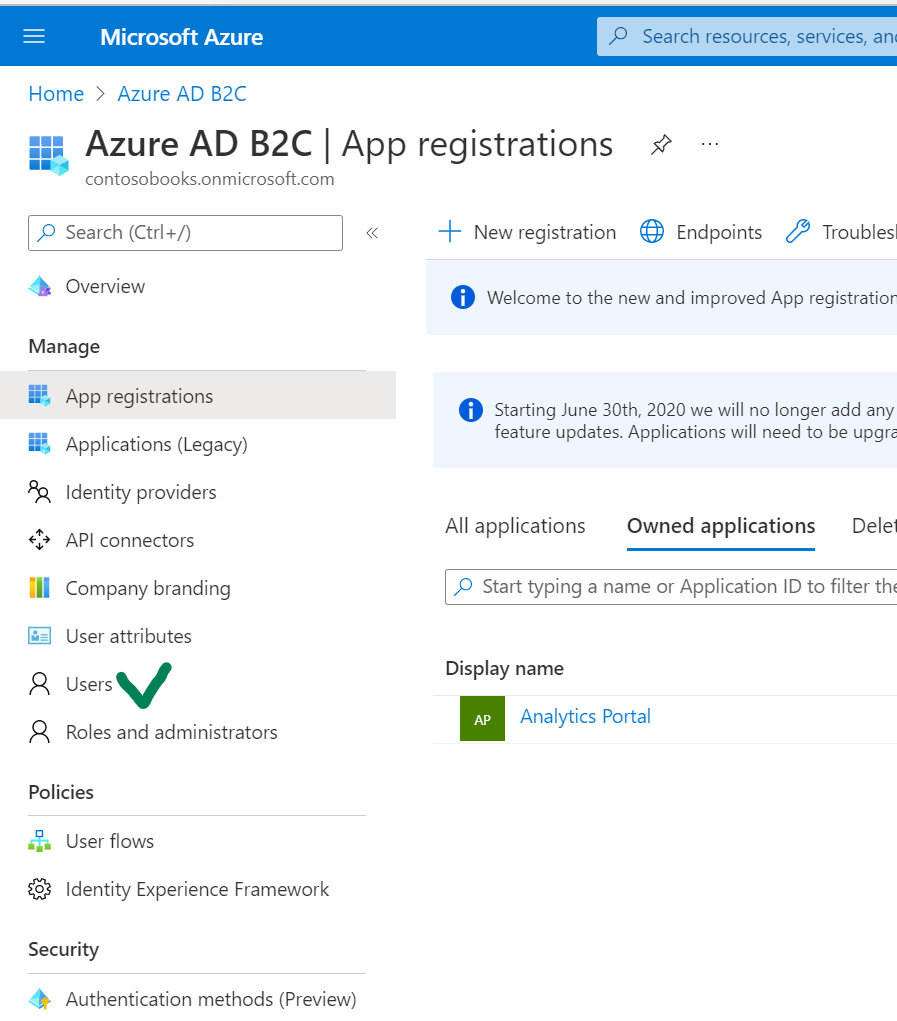 Microsoft Azure
Search resources, services, an
Home > Azure AD B2C
Azure AD B2C | App registrations
...
contosobooks.onmicrosoft.com
Search (Ctrl+/)
«
Overview
Manage
App registrations
Applications (Legacy)
Identity providers
API connectors
Company branding
User attributes
Users
Roles and administrators
Policies
User flows
Identity Experience Framework
Security
Authentication methods (Preview)
New registration
Endpoints
Troubles
Welcome to the new and improved App registration
Starting June 30th, 2020 we will no longer add any
feature updates. Applications will need to be upgra
All applications
Owned applications
Delet
Start typing a name or Application ID to filter the
Display name
AP
Analytics Portal